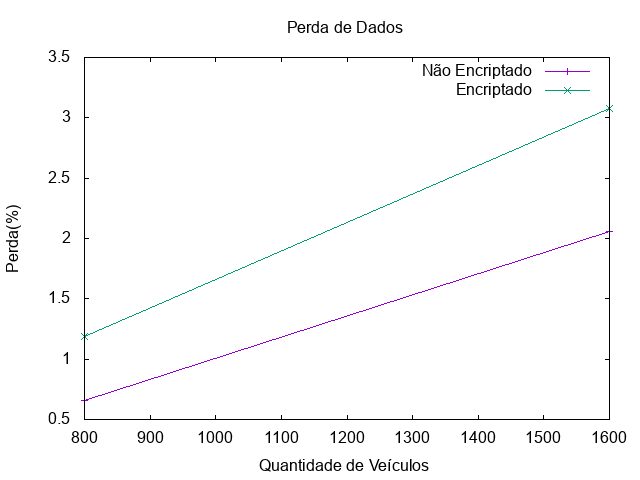 Perda de Dados
Não Encriptado
Encriptado
3.5
3
2.5
2
1.5
1
0.5
Perda(%)
800 900 1000 1100 1200 1300 1400 1500 1600
Quantidade de Veículos